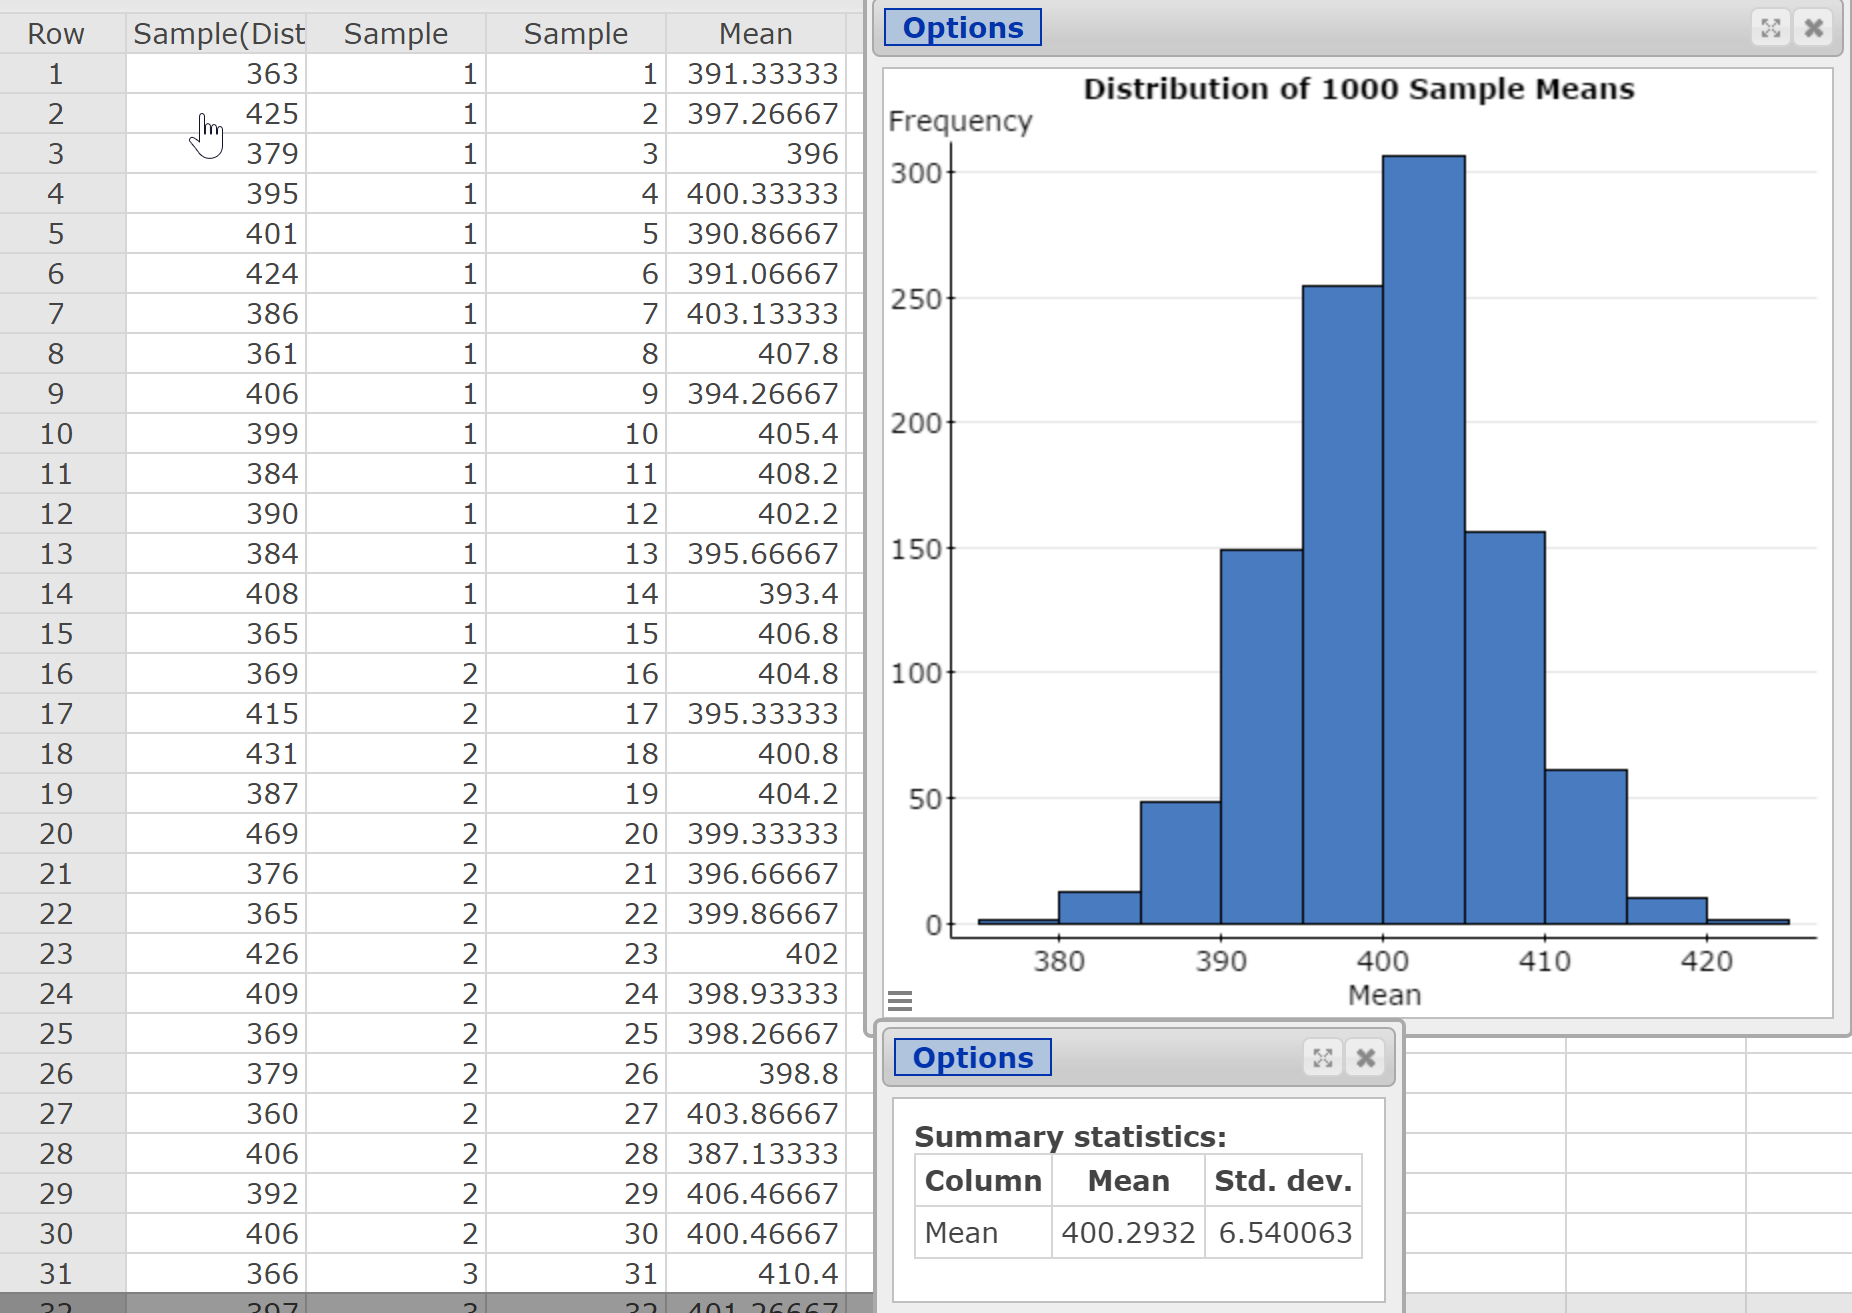 Row Sample(Dist Sample Sample Mean
1 363 1 1 391.33333
2 425 1 2 397.26667
3 379 1 3 396
4 395 1 4 400.33333
5 401 1 5 390.86667
6 424 1 6 391.06667
7 386 1 7 403.13333
8 361 1 8 407.8
9 406 1 9 394.26667
10 399 1 10 405.4
11 384 1 11 408.2
12 390 1 12 402.2
13 384 1 13 395.66667
14 408 1 14 393.4
15 365 1 15 406.8
16 369 2 16 404.8
17 415 2 17 395.33333
18 431 2 18 400.8
19 387 2 19 404.2
20 469 2 20 399.33333
21 376 2 21 396.66667
22 365 2 22 399.86667
23 426 2 23 402
24 409 2 24 398.93333
25 369 2 25 398.26667
26 379 2 26 398.8
27 360 2 27 403.86667
28 406 2 28 387.13333
29 392 2 29 406.46667
30 406 2 30 400.46667
31 366 3 31 410.4
32 397 3 32 401.26667
Options
Distribution of 1000 Sample Means
Frequency
300
250
200
150
100
50
0
380 390 400 410 420
Mean
Options
Summary statistics:
Column Mean Std. dev.
Mean 400.2932 6.540063